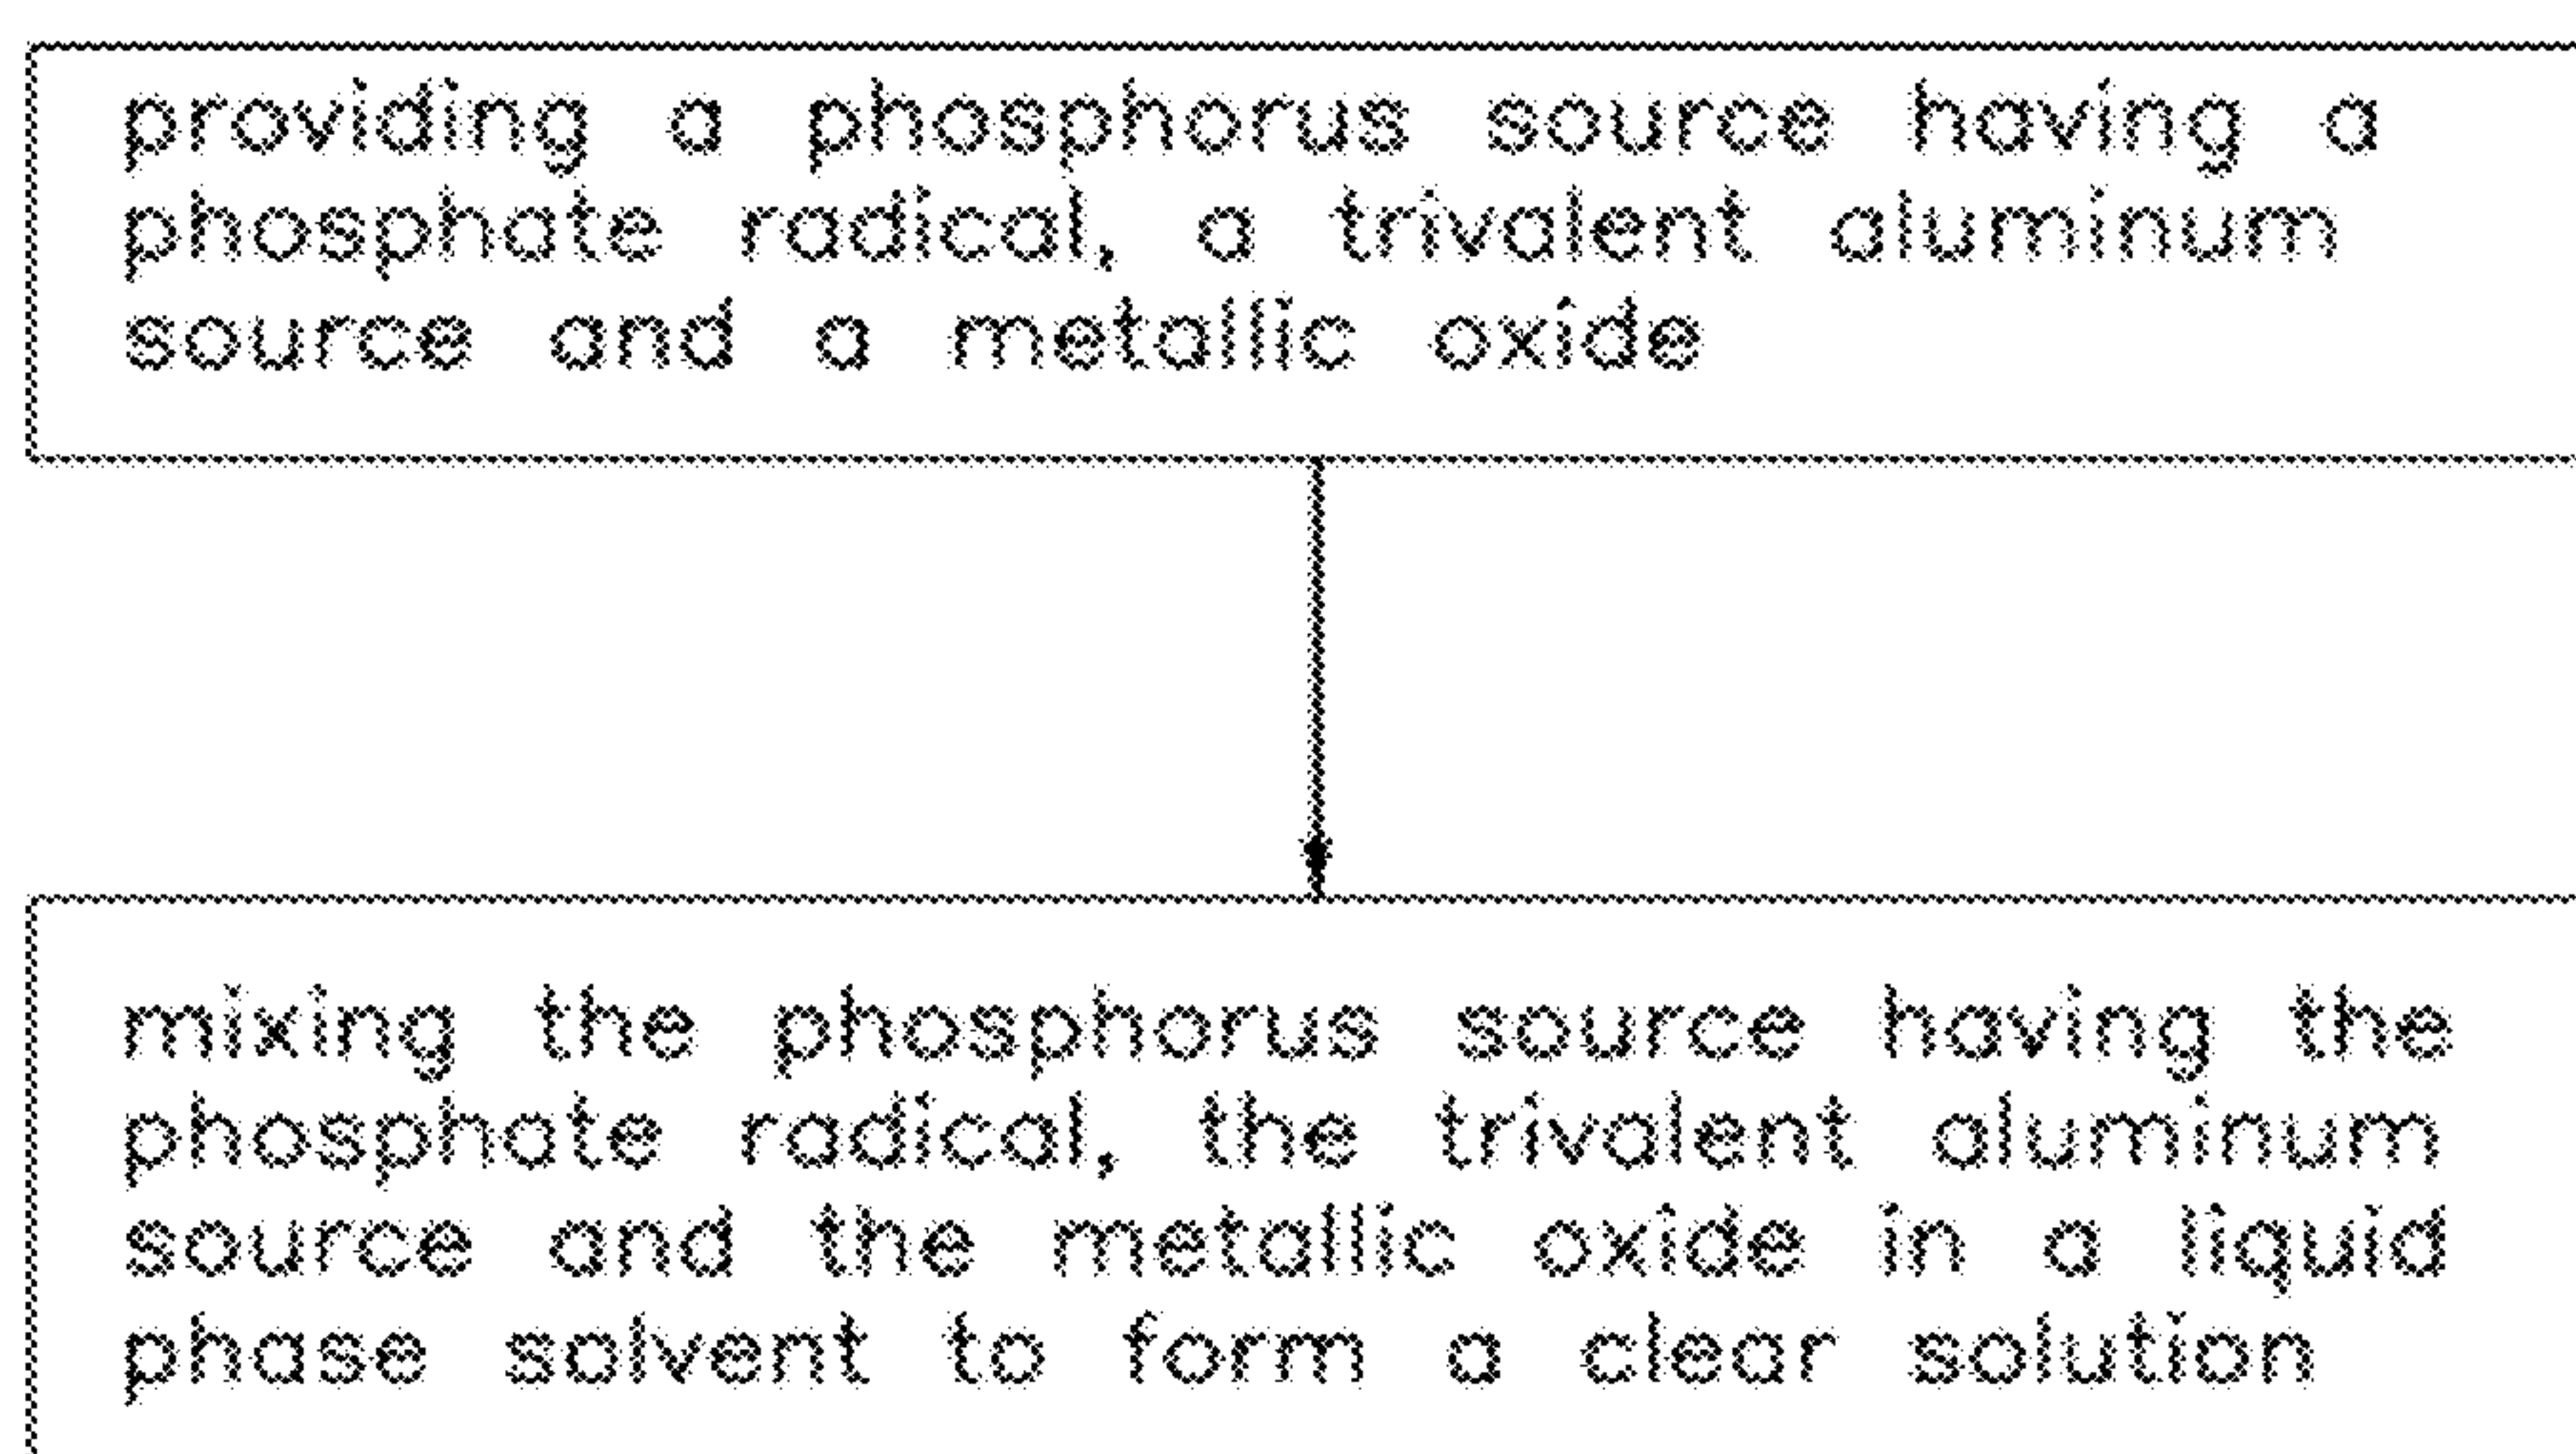 providing a phosphorus source having a
phosphate radical, a trivalent aluminum
source and a metallic oxide
mixing the phosphorus source having the
phosphate radical, the trivalent aluminum
source and the metallic oxide in a liquid
phase solvent to form a clear solution